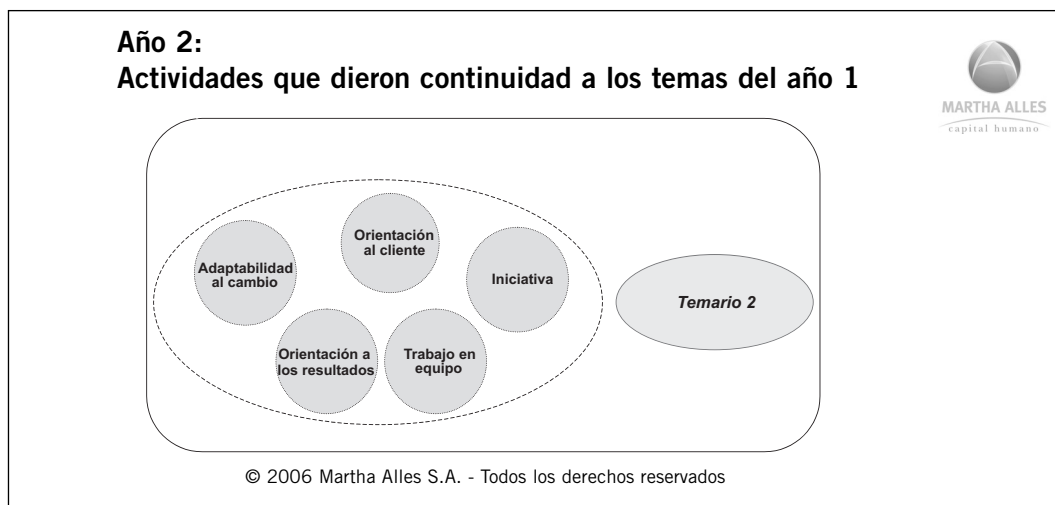 Año 2:
Actividades que dieron continuidad a los temas del año 1
MARTHA ALLES
capital humano
Orientación
al cliente
Adaptabilidad
al cambio
Iniciativa
Temario 2
Orientación a
los resultados
Trabajo en
equipo
© 2006 Martha Alles S.A. - Todos los derechos reservados